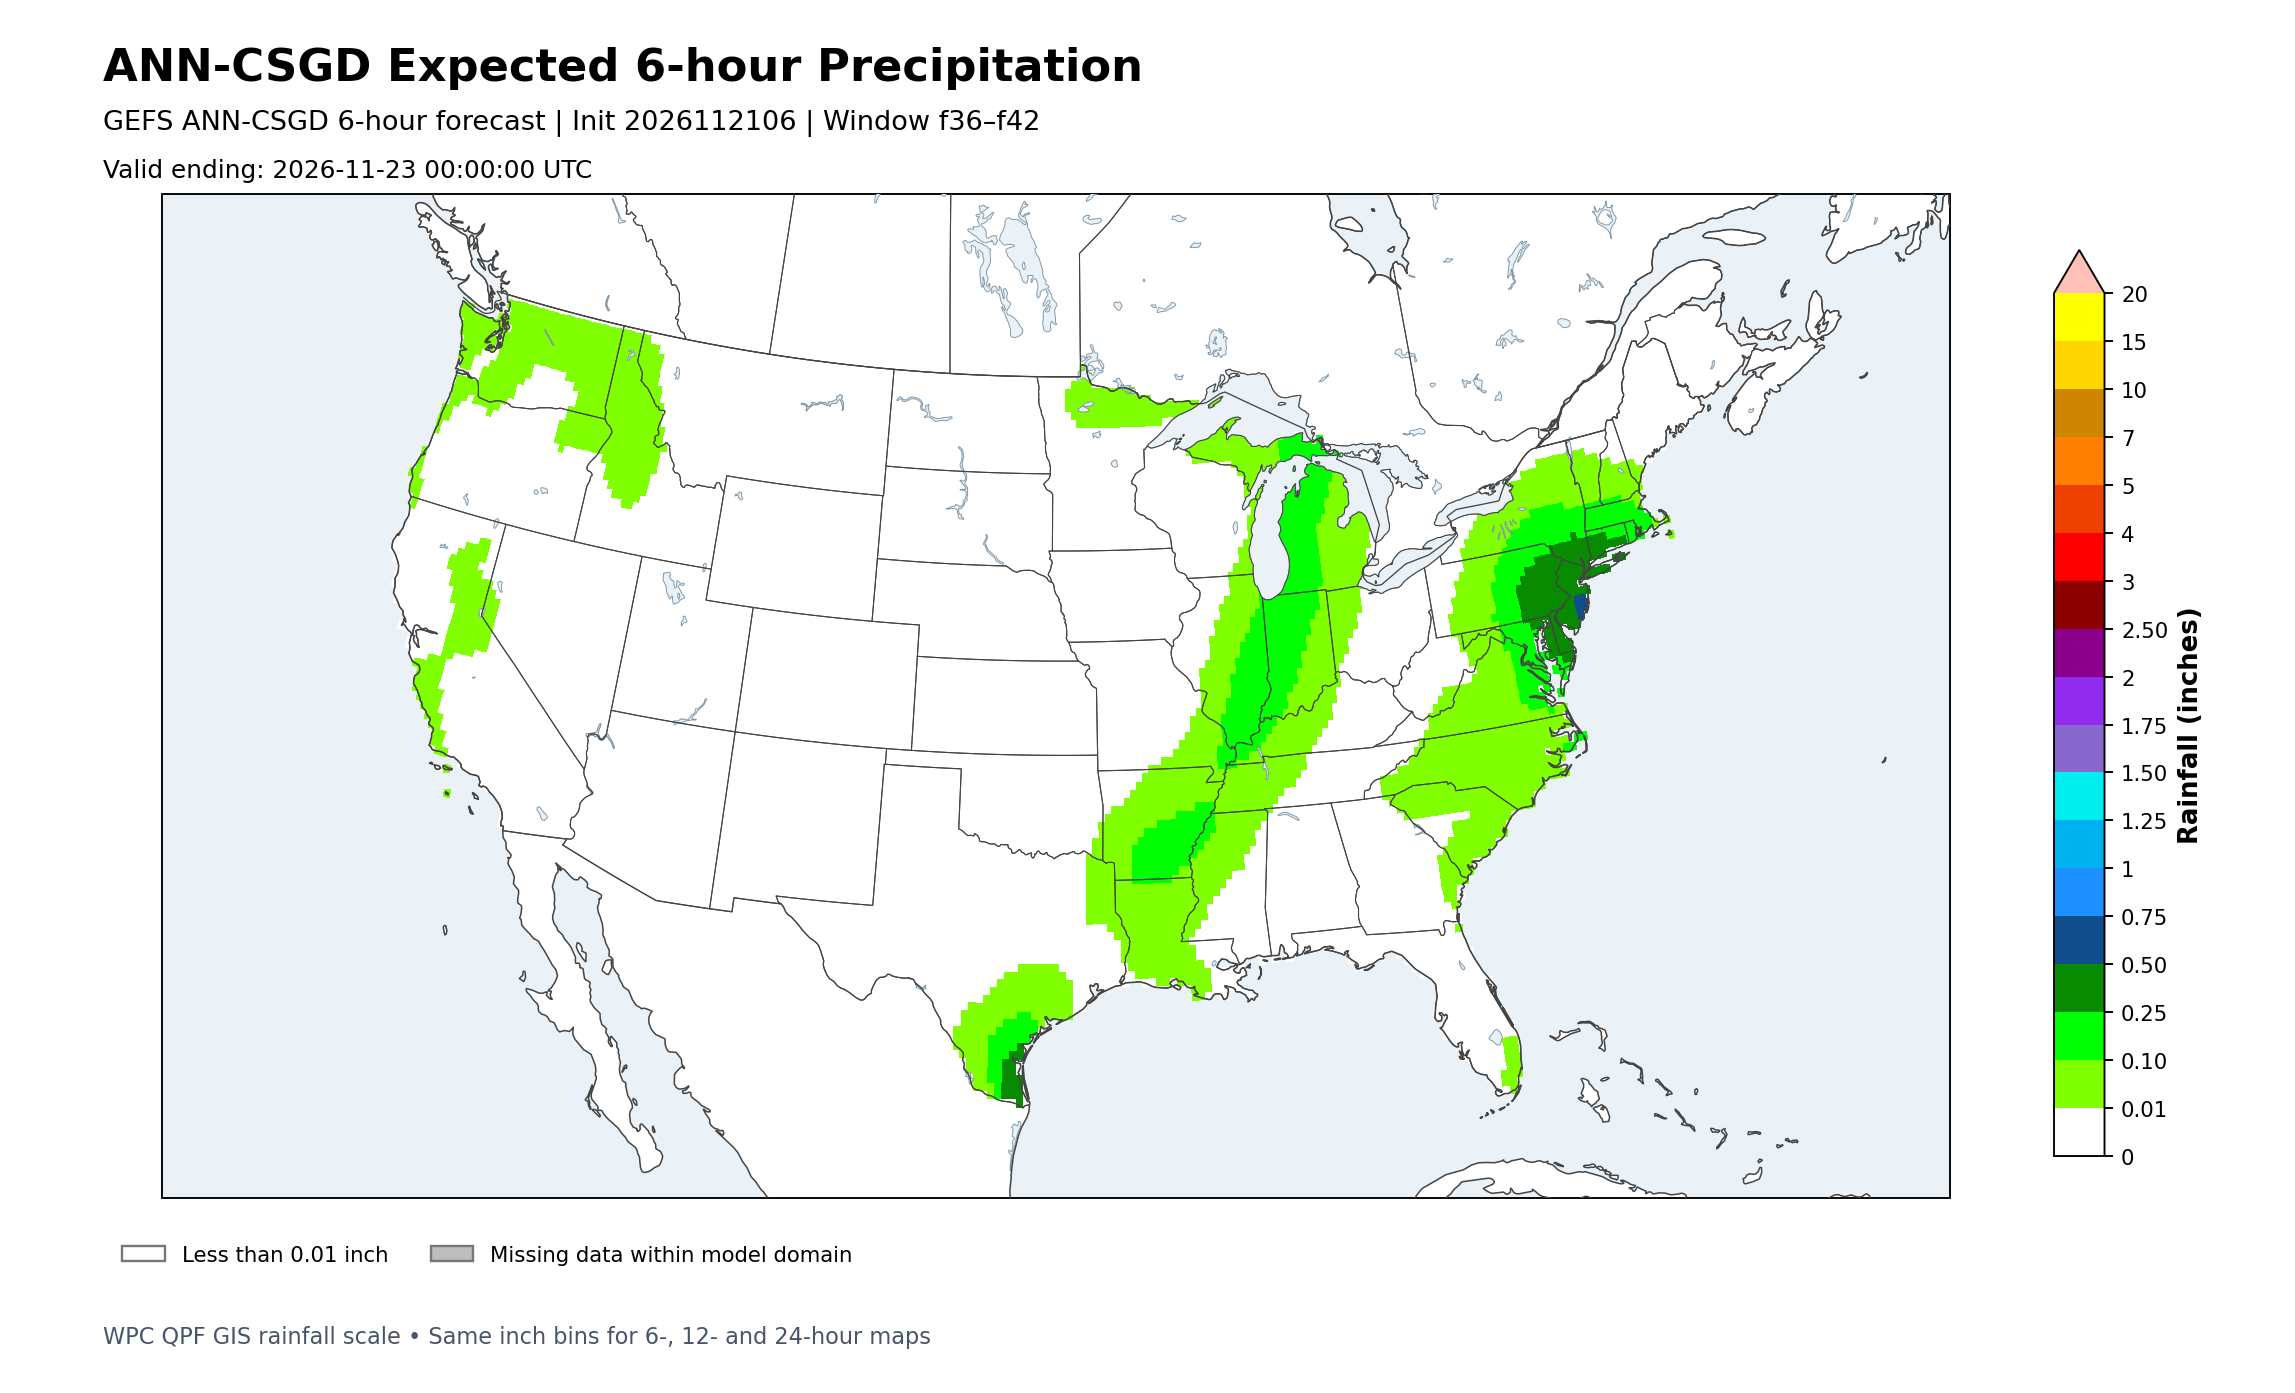 ANN-CSGD Expected 6-hour Precipitation
GEFS ANN-CSGD 6-hour forecast | Init 2026112106 | Window f36–f42
Valid ending: 2026-11-23 00:00:00 UTC
20
15
10
7
5
4
3
2.50
2
1.75
1.50
1.25
1
0.75
0.50
0.25
0.10
0.01
0
Rainfall (inches)
Less than 0.01 inch
Missing data within model domain
WPC QPF GIS rainfall scale • Same inch bins for 6-, 12- and 24-hour maps